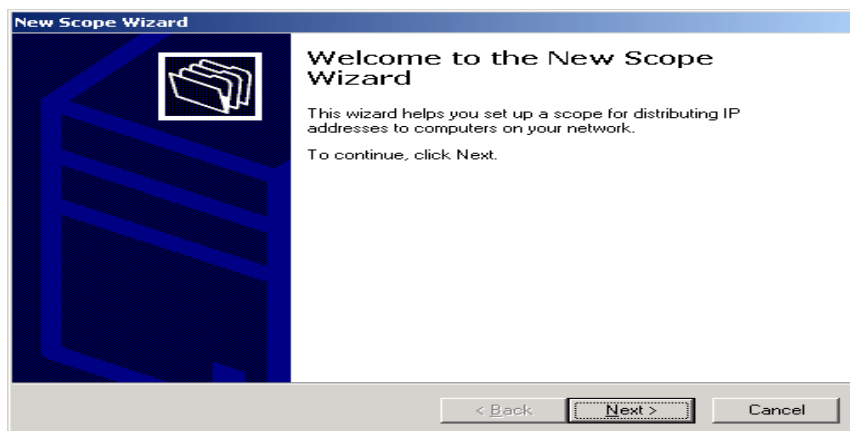 New Scope Wizard
Welcome to the New Scope
Wizard
This wizard helps you set up a scope for distributing IP
addresses to computers on your network.
To continue, click Next.
< Back
Next >
Cancel